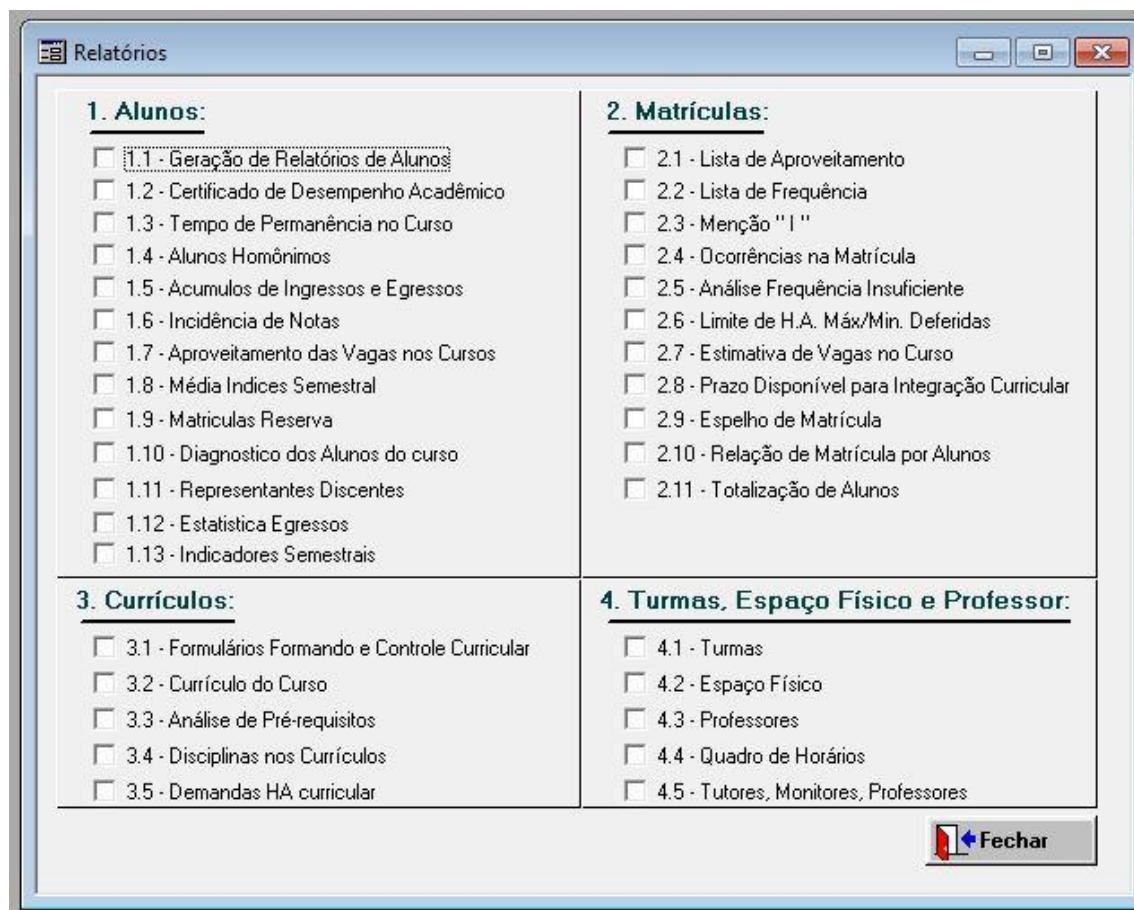 Relatórios
1. Alunos:
1.1 - Geração de Relatórios de Alunos
1.2 - Certificado de Desempenho Acadêmico
1.3 - Tempo de Permanência no Curso
1.4 - Alunos Homônimos
1.5 - Acumulos de Ingressos e Egressos
1.6 - Incidência de Notas
1.7 - Aproveitamento das Vagas nos Cursos
1.8 - Média Indices Semestral
1.9 - Matriculas Reserva
1.10 - Diagnostico dos Alunos do curso
1.11 - Representantes Discentes
1.12 - Estatistica Egressos
1.13 - Indicadores Semestrais
2. Matrículas:
2.1 - Lista de Aproveitamento
2.2 - Lista de Frequência
2.3 - Menção " I "
2.4 - Ocorrências na Matrícula
2.5 - Análise Frequência Insuficiente
2.6 - Limite de H.A. Máx/Min. Deferidas
2.7 - Estimativa de Vagas no Curso
2.8 - Prazo Disponível para Integração Curricular
2.9 - Espelho de Matrícula
2.10 - Relação de Matrícula por Alunos
2.11 - Totalização de Alunos
3. Currículos:
3.1 - Formulários Formando e Controle Curricular
3.2 - Currículo do Curso
3.3 - Análise de Pré-requisitos
3.4 - Disciplinas nos Currículos
3.5 - Demandas HA curricular
4. Turmas, Espaço Físico e Professor:
4.1 - Turmas
4.2 - Espaço Físico
4.3 - Professores
4.4 - Quadro de Horários
4.5 - Tutores, Monitores, Professores
Fechar